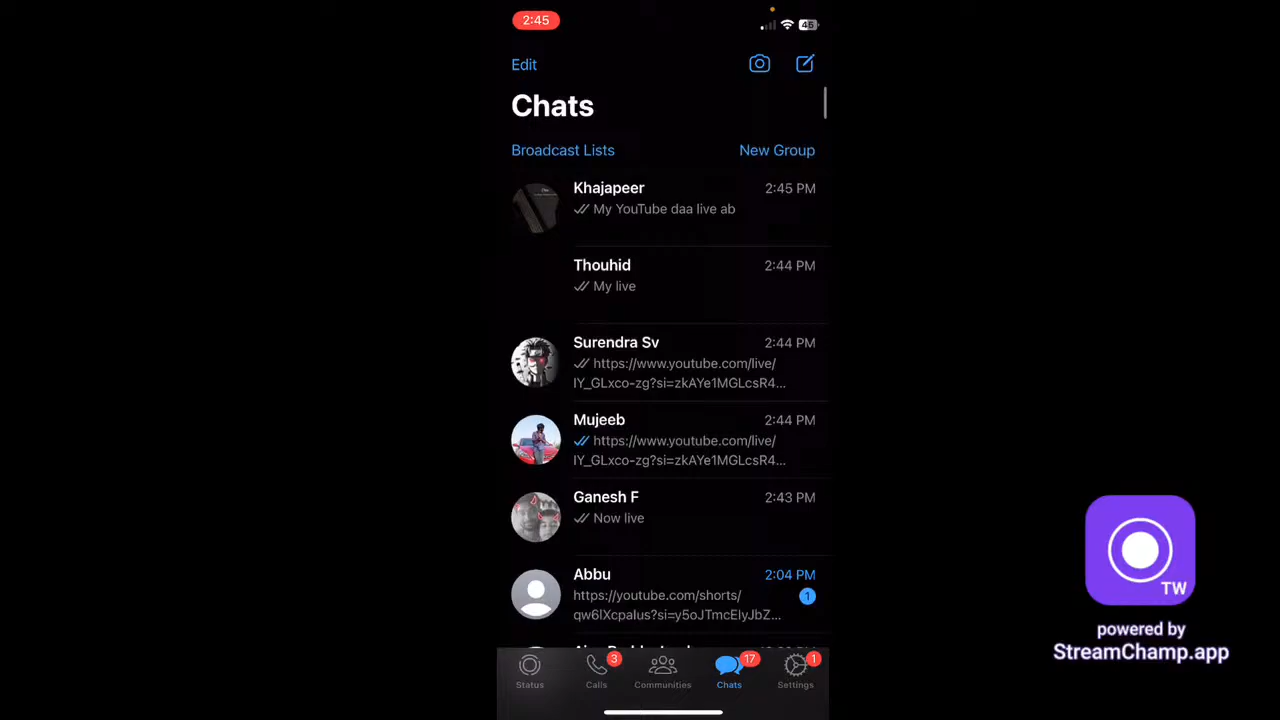 2:45
45
Edit
Chats
Broadcast Lists
New Group
Khajapeer
2:45 PM
My YouTube daa live ab
Thouhid
2:44 PM
My live
Surendra Sv
2:44 PM
https://www.youtube.com/live/
IY_GLxco-zg?si=zkAYe1MGLcsR4...
Mujeeb
2:44 PM
https://www.youtube.com/live/
IY_GLxco-zg?si=zkAYe1MGLcsR4...
Ganesh F
2:43 PM
Now live
Abbu
2:04 PM
https://youtube.com/shorts/
qw6lXcpalus?si=y5oJTmcElyJbZ...
1
3
17
1
Status
Calls
Communities
Chats
Settings
TW
powered by
StreamChamp.app